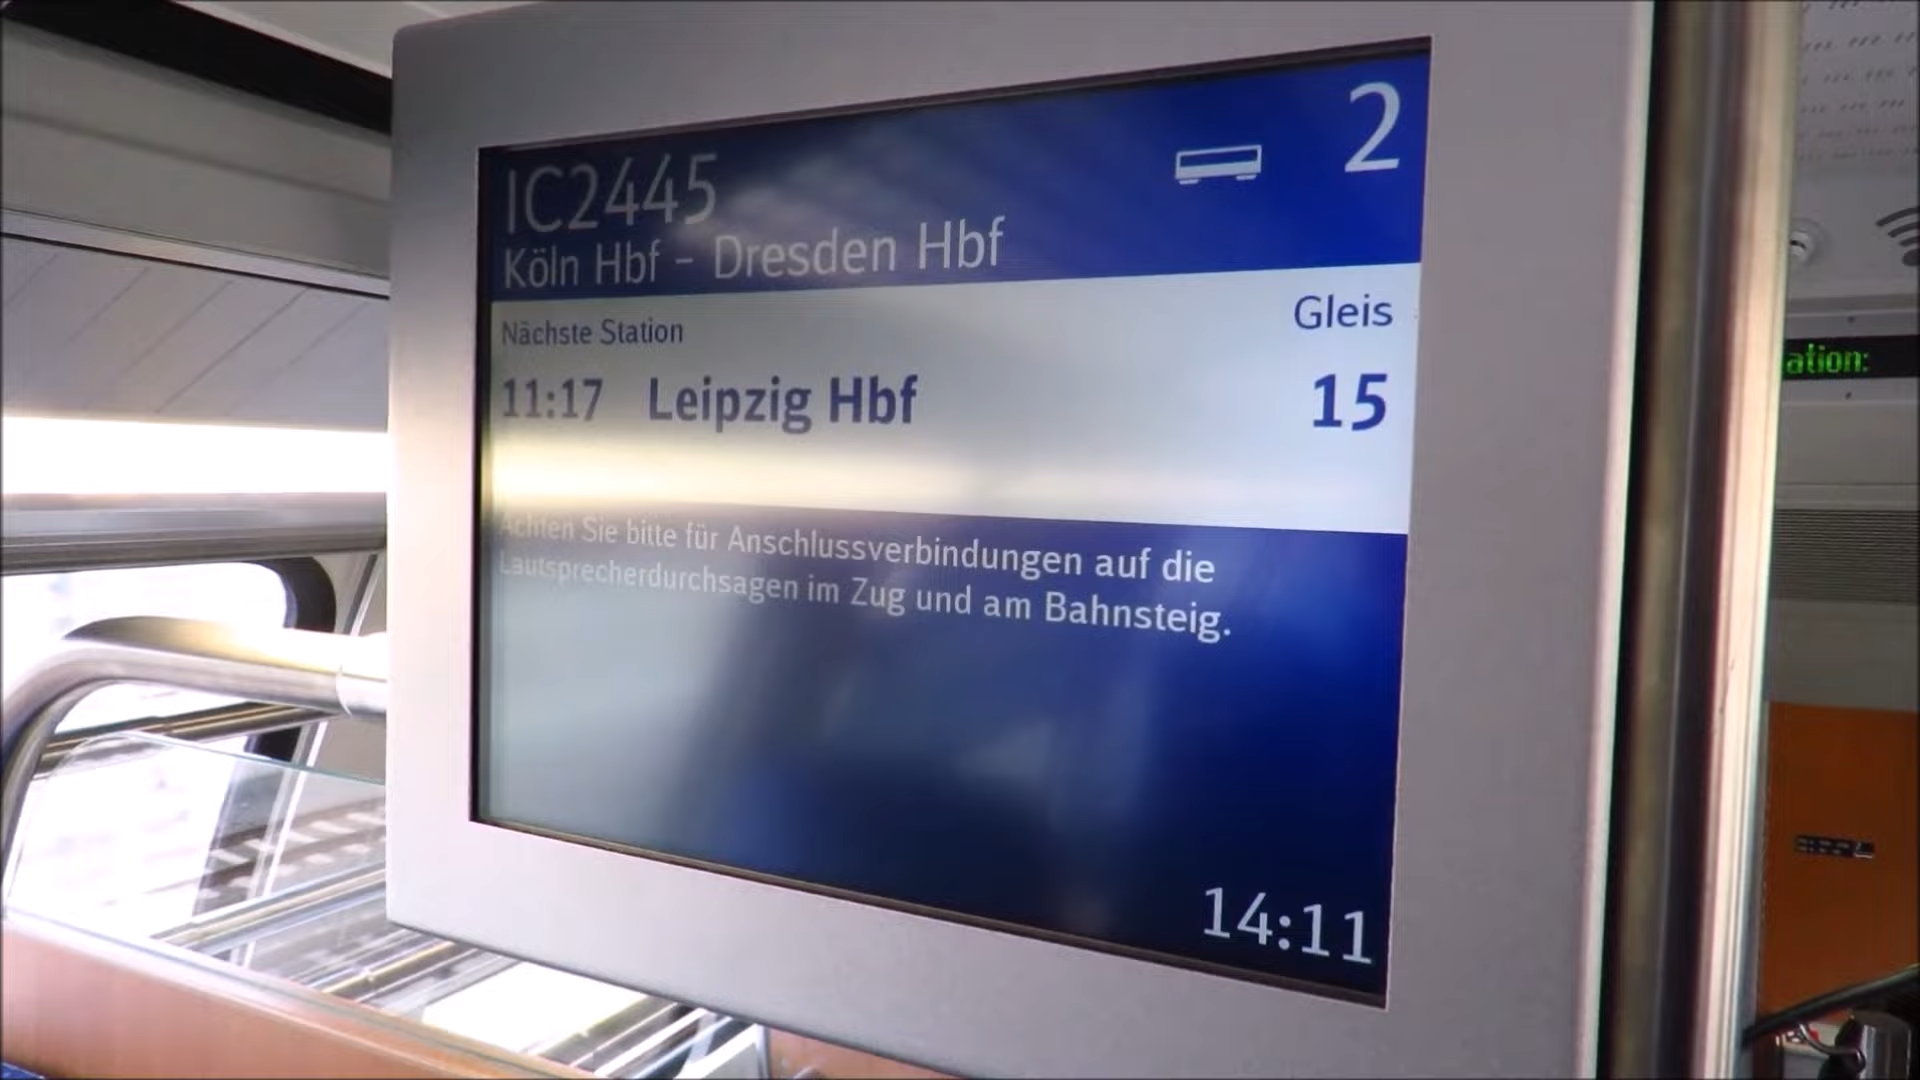 IC2445
2
Köln Hbf - Dresden Hbf
Nächste Station
Gleis
11:17 Leipzig Hbf
15
Achten Sie bitte für Anschlussverbindungen auf die
Lautsprecherdurchsagen im Zug und am Bahnsteig.
14:11
ation: